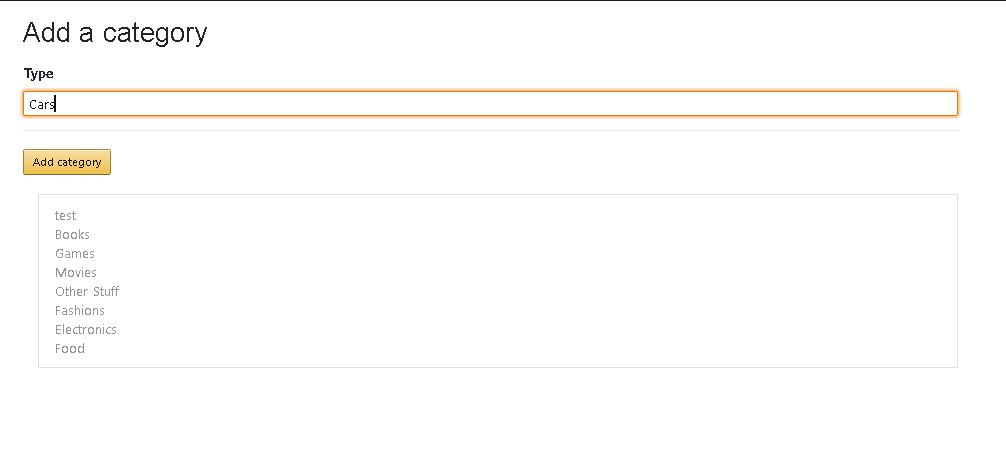 Add a category
Type
Cars
Add category
test
Books
Games
Movies
Other Stuff
Fashions
Electronics
Food